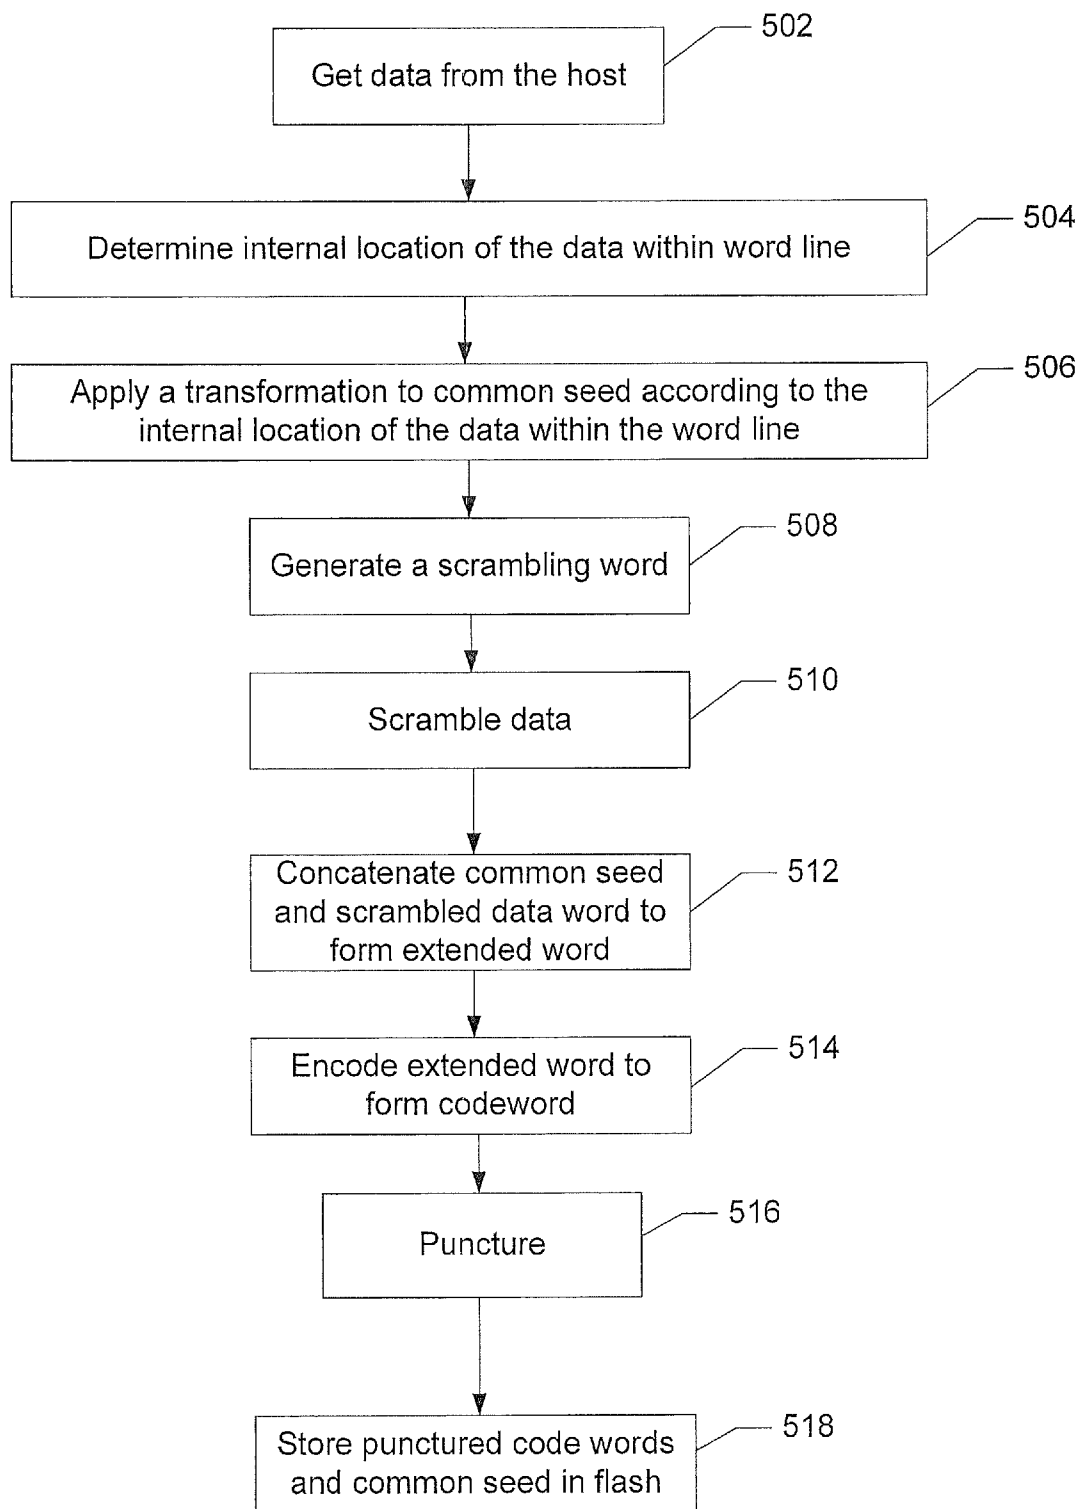 502
Get data from the host
504
Determine internal location of the data within word line
506
Apply a transformation to common seed according to the
internal location of the data within the word line
508
Generate a scrambling word
510
Scramble data
512
Concatenate common seed
and scrambled data word to
form extended word
514
Encode extended word to
form codeword
516
Puncture
518
Store punctured code words
and common seed in flash